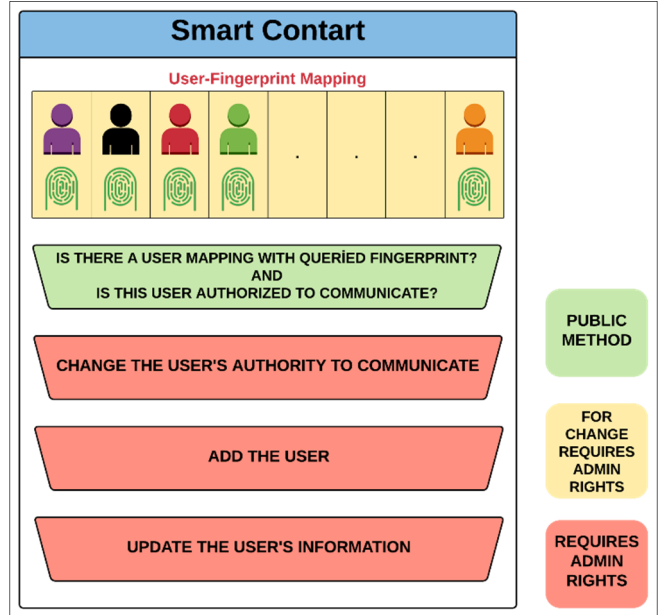 Smart Contart
User-Fingerprint Mapping
. . .
IS THERE A USER MAPPING WITH QUERİED FINGERPRINT?
AND
IS THIS USER AUTHORIZED TO COMMUNICATE?
CHANGE THE USER'S AUTHORITY TO COMMUNICATE
ADD THE USER
UPDATE THE USER'S INFORMATION
PUBLIC
METHOD
FOR
CHANGE
REQUIRES
ADMIN
RIGHTS
REQUIRES
ADMIN
RIGHTS